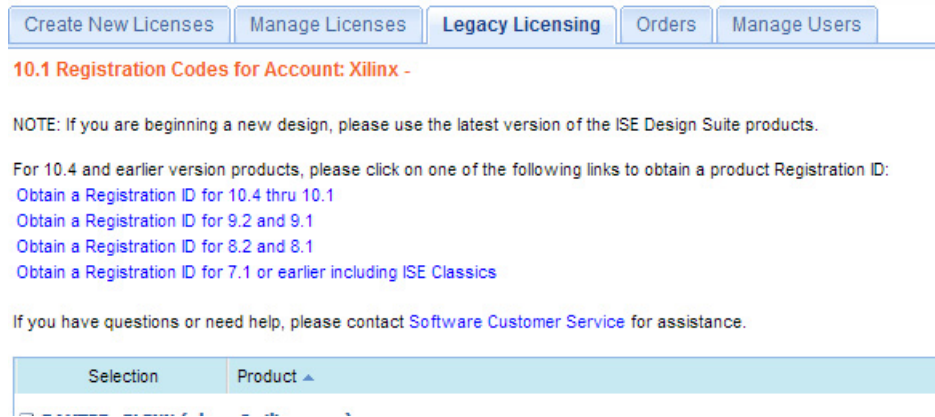 Create New Licenses Manage Licenses Legacy Licensing Orders Manage Users
10.1 Registration Codes for Account: Xilinx -
NOTE: If you are beginning a new design, please use the latest version of the ISE Design Suite products.
For 10.4 and earlier version products, please click on one of the following links to obtain a product Registration ID:
Obtain a Registration ID for 10.4 thru 10.1
Obtain a Registration ID for 9.2 and 9.1
Obtain a Registration ID for 8.2 and 8.1
Obtain a Registration ID for 7.1 or earlier including ISE Classics
If you have questions or need help, please contact Software Customer Service for assistance.
Selection Product